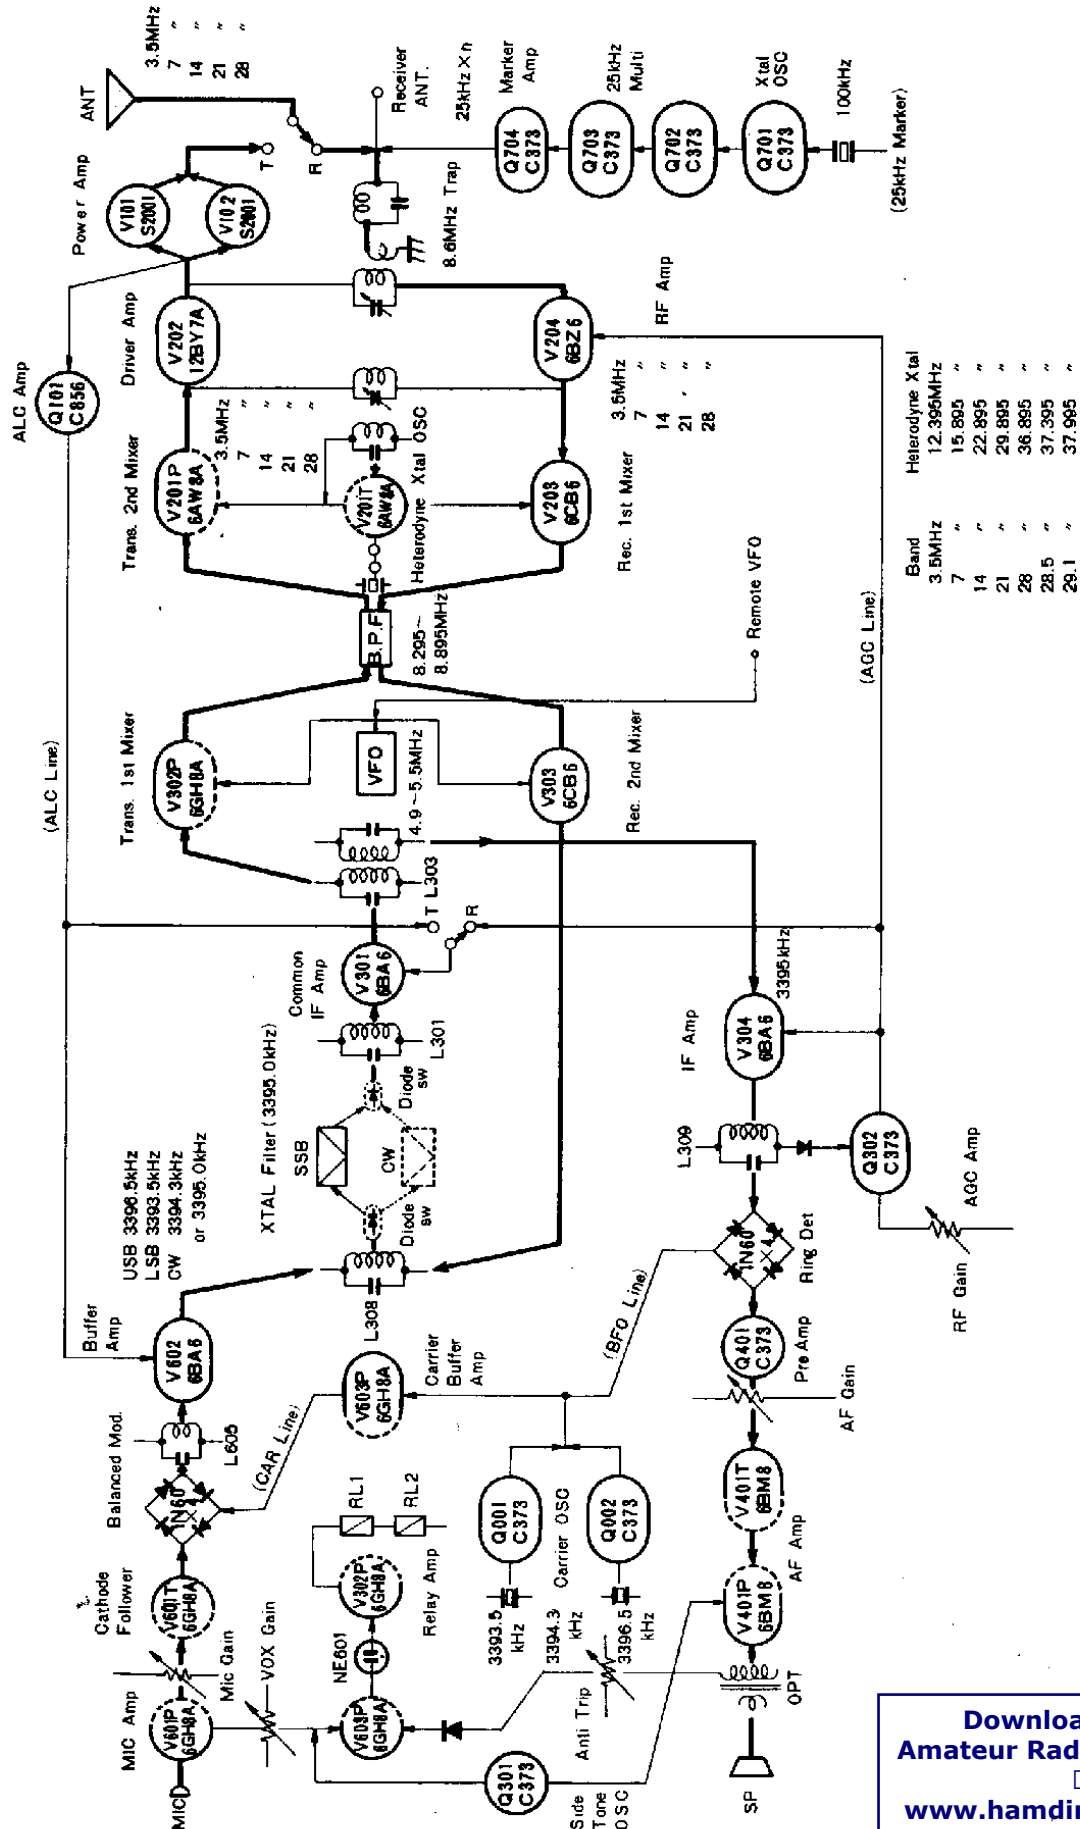 MIC
MIC Amp
V601P
6GH8A
Mic Gain
Cathode
Follower
V601T
6GH8A
Balanced Mod.
1N60
×4
L605
Buffer
Amp
V602
6BA6
USB 3396.5kHz
LSB 3393.5kHz
CW 3394.3kHz
or 3395.0kHz
(ALC Line)
Trans. 1st Mixer
V302P
6GH8A
Trans. 2nd Mixer
V201P
6AW8A
3.5MHz
7 〃
14 〃
21 〃
28 〃
ALC Amp
Q101
C856
Driver Amp
V202
12BY7A
Power Amp
V101
S2001
V102
S2001
ANT
3.5MHz
7 〃
14 〃
21 〃
28 〃
T
R
VOX Gain
V603P
6GH8A
NE601
V302P
6GH8A
Relay Amp
RL1
RL2
(CAR Line)
V603P
6GH8A
Carrier
Buffer
Amp
L308
XTAL Filter (3395.0kHz)
SSB
CW
Diode
sw
Diode
sw
L301
Common
IF Amp
V301
6BA6
T
R
L303
VFO
4.9~5.5MHz
B.P.F
8.295~
8.895MHz
V201T
6AW8A
Heterodyne Xtal OSC
8.6MHz Trap
Receiver
ANT.
25kHz×n
Marker
Amp
Q704
C373
25kHz
Multi
Q703
C373
Q702
C373
Xtal
OSC
Q701
C373
100kHz
(25kHz Marker)
Side
Tone
OSC
Q301
C373
Anti Trip
3393.5
kHz
3394.3
kHz
3396.5
kHz
Q001
C373
Carrier OSC
Q002
C373
(BFO Line)
V303
6CB6
Rec. 2nd Mixer
Remote VFO
V203
6CB6
Rec. 1st Mixer
V204
6BZ6
RF Amp
3.5MHz
7 〃
14 〃
21 〃
28 〃
SP
OPT
V401P
6BM8
AF Amp
V401T
6BM8
AF Gain
Q401
C373
Pre Amp
1N60
×4
Ring Det
L309
IF Amp
V304
6BA6
3395kHz
Q302
C373
AGC Amp
RF Gain
(AGC Line)
Band Heterodyne Xtal
3.5MHz 12.395MHz
7 〃 15.895 〃
14 〃 22.895 〃
21 〃 29.895 〃
28 〃 36.895 〃
28.5 〃 37.395 〃
29.1 〃 37.995 〃
Downloa
Amateur Rad
www.hamdir